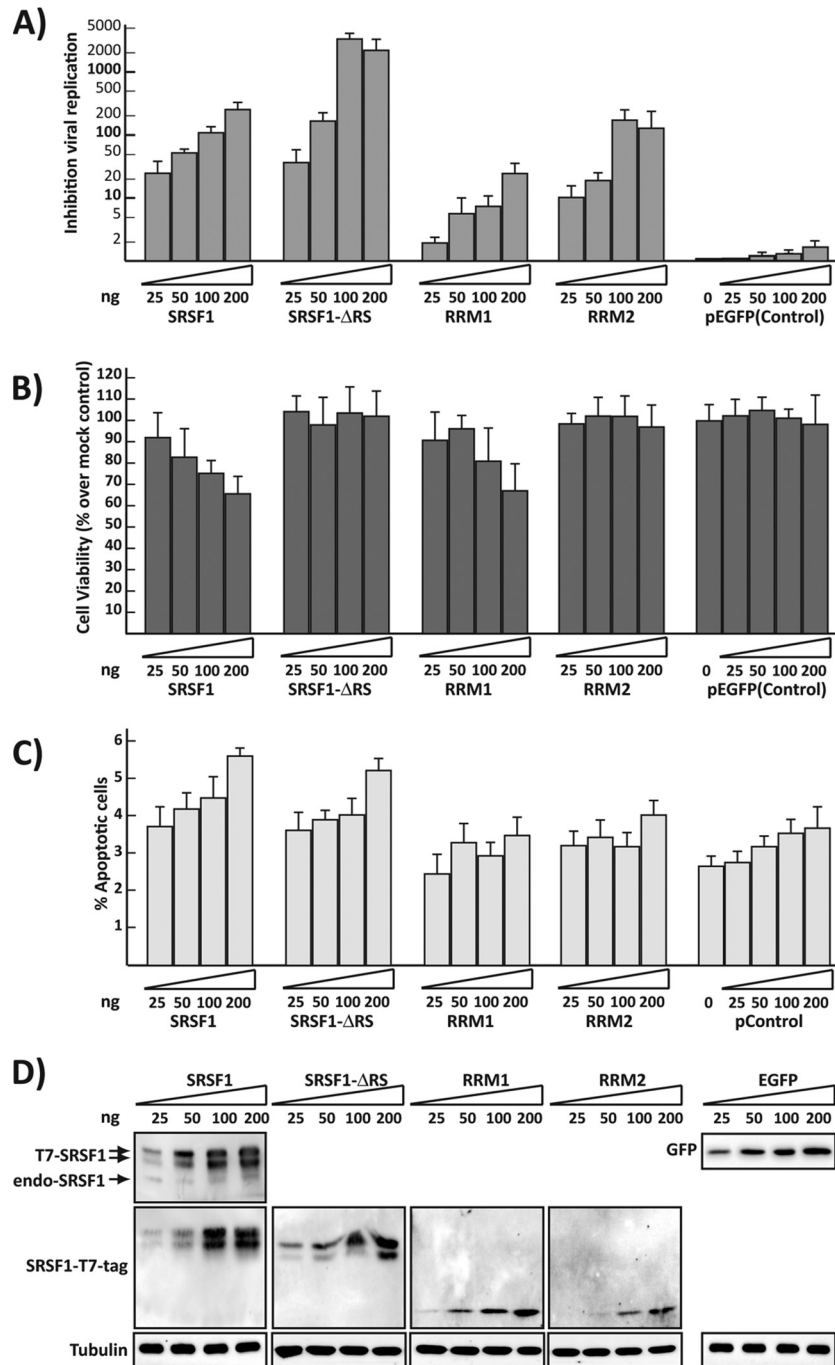 A)
Inhibition viral replication
5000
2000
1000
500
200
100
50
20
10
5
2
ng 25 50 100 200 25 50 100 200 25 50 100 200 25 50 100 200 0 25 50 100 200
SRSF1 SRSF1-ΔRS RRM1 RRM2 pEGFP(Control)
B)
Cell Viability (% over mock control)
120
110
100
90
80
70
60
50
40
30
20
10
ng 25 50 100 200 25 50 100 200 25 50 100 200 25 50 100 200 0 25 50 100 200
SRSF1 SRSF1-ΔRS RRM1 RRM2 pEGFP(Control)
C)
% Apoptotic cells
6
5
4
3
2
1
ng 25 50 100 200 25 50 100 200 25 50 100 200 25 50 100 200 0 25 50 100 200
SRSF1 SRSF1-ΔRS RRM1 RRM2 pControl
D)
SRSF1 SRSF1-ΔRS RRM1 RRM2 EGFP
ng 25 50 100 200 25 50 100 200 25 50 100 200 25 50 100 200 25 50 100 200
T7-SRSF1
GFP
endo-SRSF1
SRSF1-T7-tag
Tubulin